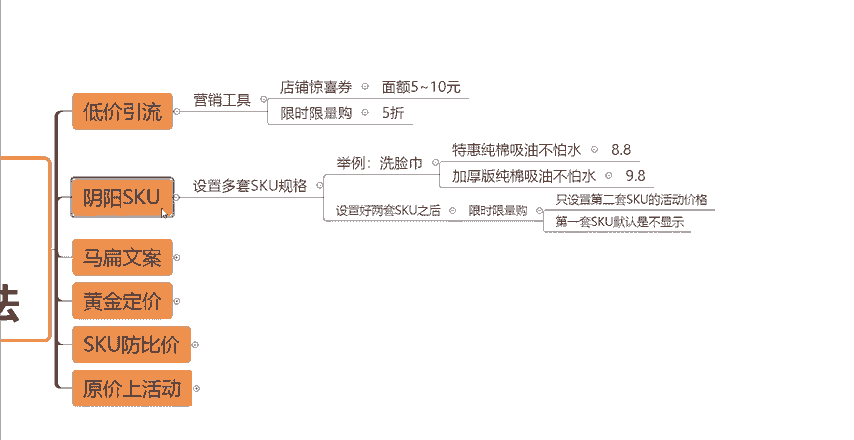 低价引流
营销工具
店铺惊喜券
面额5~10元
限时限量购
5折
阴阳SKU
设置多套SKU规格
举例：洗脸巾
特惠纯棉吸油不怕水
8.8
加厚版纯棉吸油不怕水
9.8
设置好两套SKU之后
限时限量购
只设置第二套SKU的活动价格
第一套SKU默认是不显示
马扁文案
黄金定价
SKU防比价
原价上活动
法